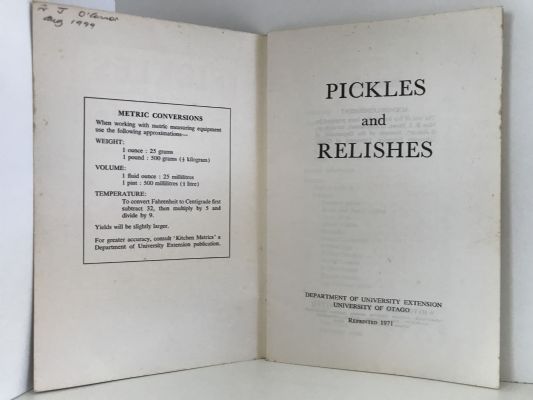 J O'Connor
Aug 1999
METRIC CONVERSIONS
When working with metric measuring equipment
use the following approximations—
WEIGHT:
1 ounce : 25 grams
1 pound : 500 grams (½ kilogram)
VOLUME:
1 fluid ounce : 25 millilitres
1 pint : 500 millilitres (½ litre)
TEMPERATURE:
To convert Fahrenheit to Centigrade first
subtract 32, then multiply by 5 and
divide by 9.
Yields will be slightly larger.
For greater accuracy, consult 'Kitchen Metrics' a
Department of University Extension publication.
PICKLES
and
RELISHES
DEPARTMENT OF UNIVERSITY EXTENSION
UNIVERSITY OF OTAGO
REPRINTED 1971